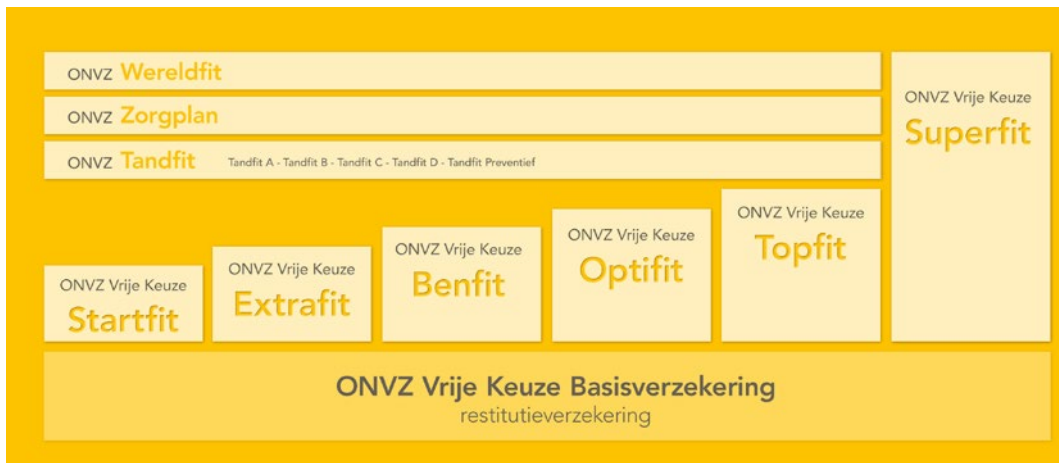 ONVZ Wereldfit
ONVZ Zorgplan
ONVZ Tandfit Tandfit A - Tandfit B - Tandfit C - Tandfit D - Tandfit Preventief
ONVZ Vrije Keuze
Startfit
ONVZ Vrije Keuze
Extrafit
ONVZ Vrije Keuze
Benfit
ONVZ Vrije Keuze
Optifit
ONVZ Vrije Keuze
Topfit
ONVZ Vrije Keuze
Superfit
ONVZ Vrije Keuze Basisverzekering
restitutieverzekering